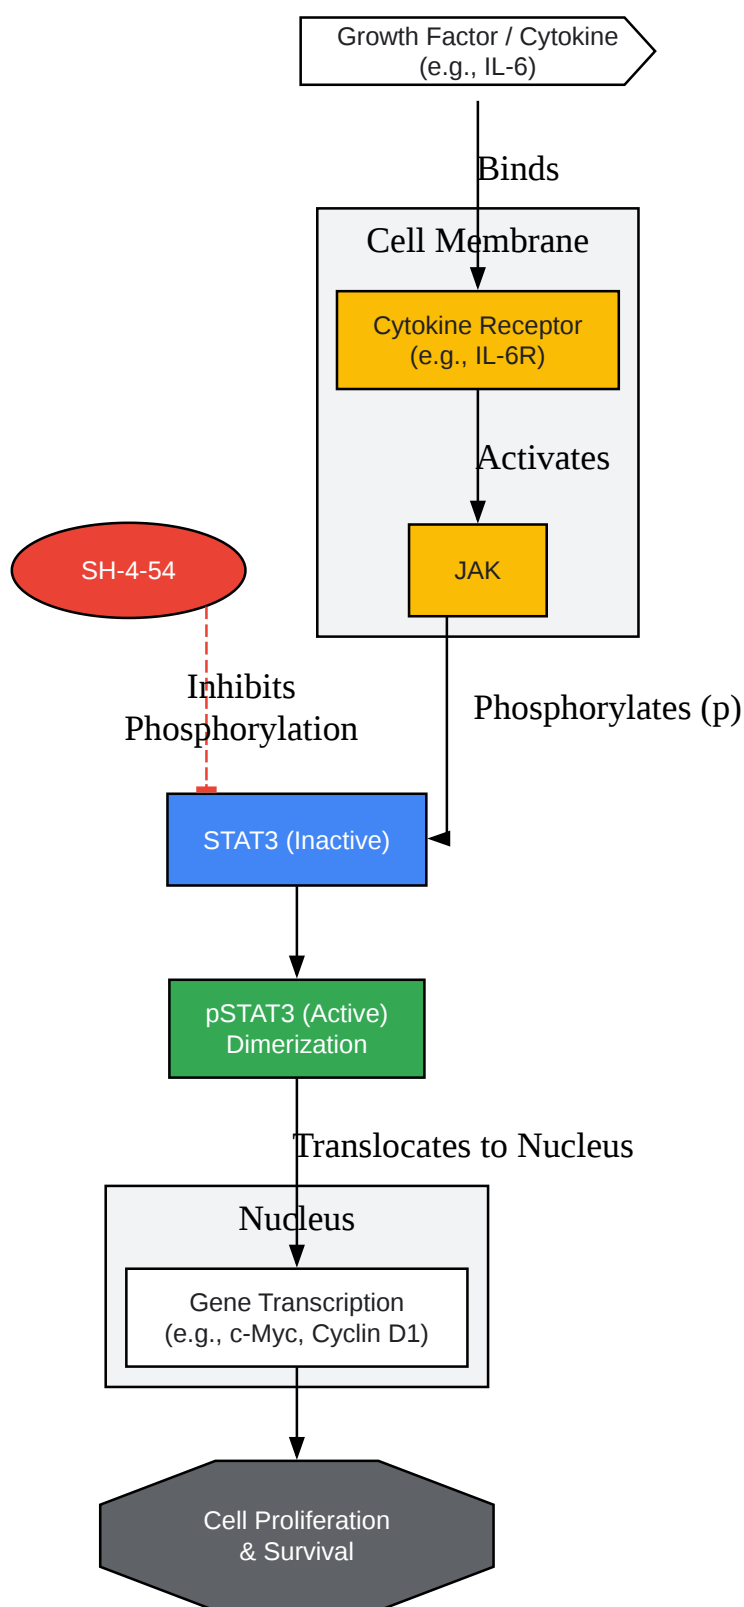 Growth Factor / Cytokine
(e.g., IL-6)
Binds
Cell Membrane
Cytokine Receptor
(e.g., IL-6R)
Activates
SH-4-54
JAK
Inhibits
Phosphorylation
Phosphorylates (p)
STAT3 (Inactive)
pSTAT3 (Active)
Dimerization
Translocates to Nucleus
Nucleus
Gene Transcription
(e.g., c-Myc, Cyclin D1)
Cell Proliferation
& Survival